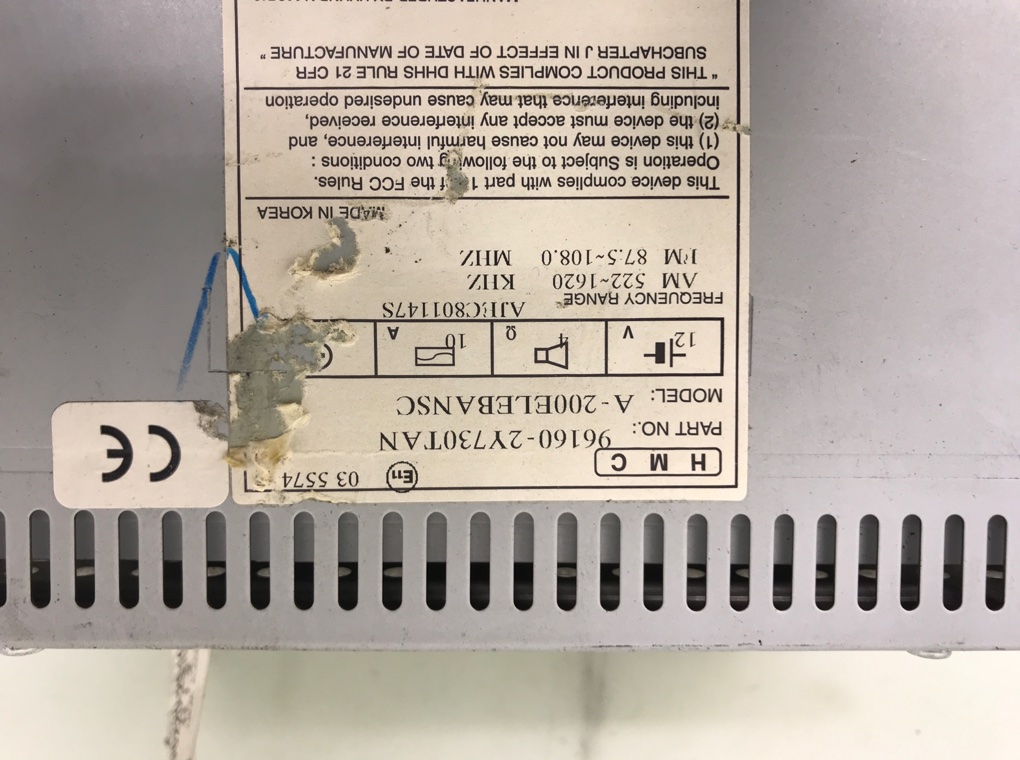 H M C
E11
03 5574
PART NO.: 96160-2Y730TAN
MODEL: A-200ELEBANSC
12 V
4 Ω
10 A
FREQUENCY RANGE
AM 522~1620 KHZ
FM 87.5~108.0 MHZ
MADE IN KOREA
This device complies with part the FCC Rules.
Operation is Subject to the following two conditions :
(1) this device may not cause harmful interference, and
(2) the device must accept any interference received,
including interference that may cause undesired operation
" THIS PRODUCT COMPLIES WITH DHHS RULE 21 CFR
SUBCHAPTER J IN EFFECT OF DATE OF MANUFACTURE "
CE